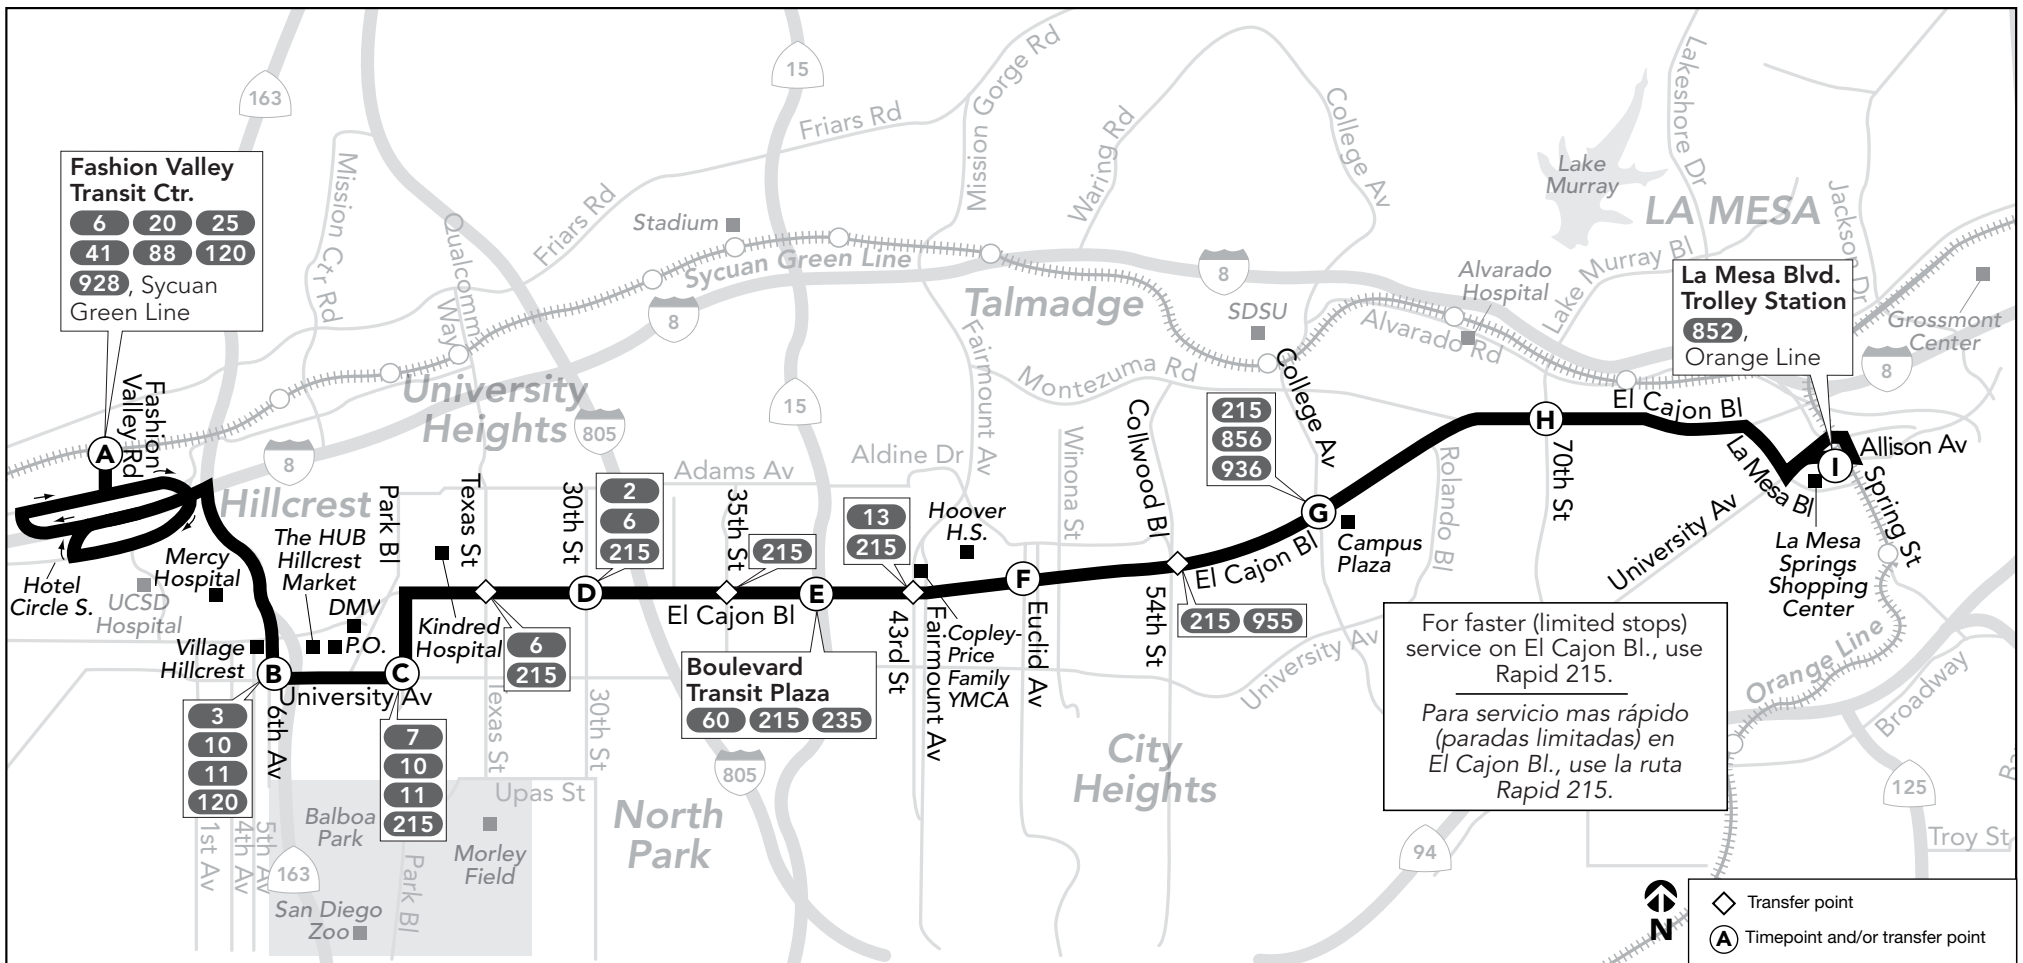 163
15
Mission Gorge Rd
Friars Rd
Waring Rd
College Av
Lakeshore Dr
Lake
Murray
LA MESA
Jackson Dr
Fashion Valley
Transit Ctr.
6 20 25
41 88 120
928, Sycuan
Green Line
Mission Ctr Rd
Qualcomm
Way
Friars Rd
Stadium
Sycuan Green Line
8
8
Talmadge
SDSU
Alvarado
Hospital
Alvarado Rd
Lake Murray Bl
La Mesa Blvd.
Trolley Station
852,
Orange Line
Grossmont
Center
8
Fashion
Valley Rd
A
8
University
Heights
805
15
Fairmount Av
Montezuma Rd
Aldine Dr
Adams Av
Winona St
Collwood Bl
College Av
215
856
936
G
Campus
Plaza
Rolando Bl
H
70th St
El Cajon Bl
La Mesa Bl
I
Allison Av
Spring St
University Av
La Mesa
Springs
Shopping
Center
Hillcrest
Hotel
Circle S.
UCSD
Hospital
Mercy
Hospital
The HUB
Hillcrest
Market
DMV
P.O.
Village
Hillcrest
B
University Av
C
Park Bl
Texas St
30th St
2
6
215
D
35th St
215
El Cajon Bl
E
13
215
Hoover
H.S.
F
El Cajon Bl
Kindred
Hospital
6
215
Boulevard
Transit Plaza
60 215 235
43rd St
Fairmount Av
Copley-
Price
Family
YMCA
Euclid Av
54th St
215 955
University Av
For faster (limited stops)
service on El Cajon Bl., use
Rapid 215.
Para servicio mas rápido
(paradas limitadas) en
El Cajon Bl., use la ruta
Rapid 215.
Orange Line
Broadway
3
10
11
120
6th Av
7
10
11
215
Texas St
30th St
Upas St
805
North
Park
City
Heights
1st Av
4th Av
5th Av
163
Balboa
Park
Park Bl
Morley
Field
San Diego
Zoo
94
125
Troy St
N
Transfer point
A Timepoint and/or transfer point